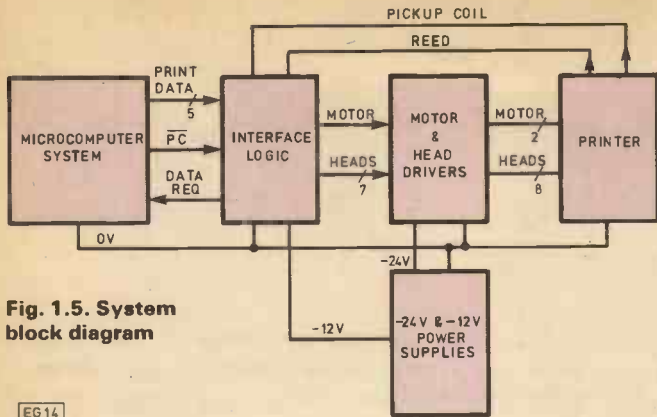 PICKUP COIL
REED
PRINT
DATA
5
MICROCOMPUTER
SYSTEM
PC
DATA
REQ
INTERFACE
LOGIC
MOTOR
HEADS
7
MOTOR
&
HEAD
DRIVERS
MOTOR
2
HEADS
8
PRINTER
0V
-24V
-12V
-24V & -12V
POWER
SUPPLIES
Fig. 1.5. System
block diagram
EG14